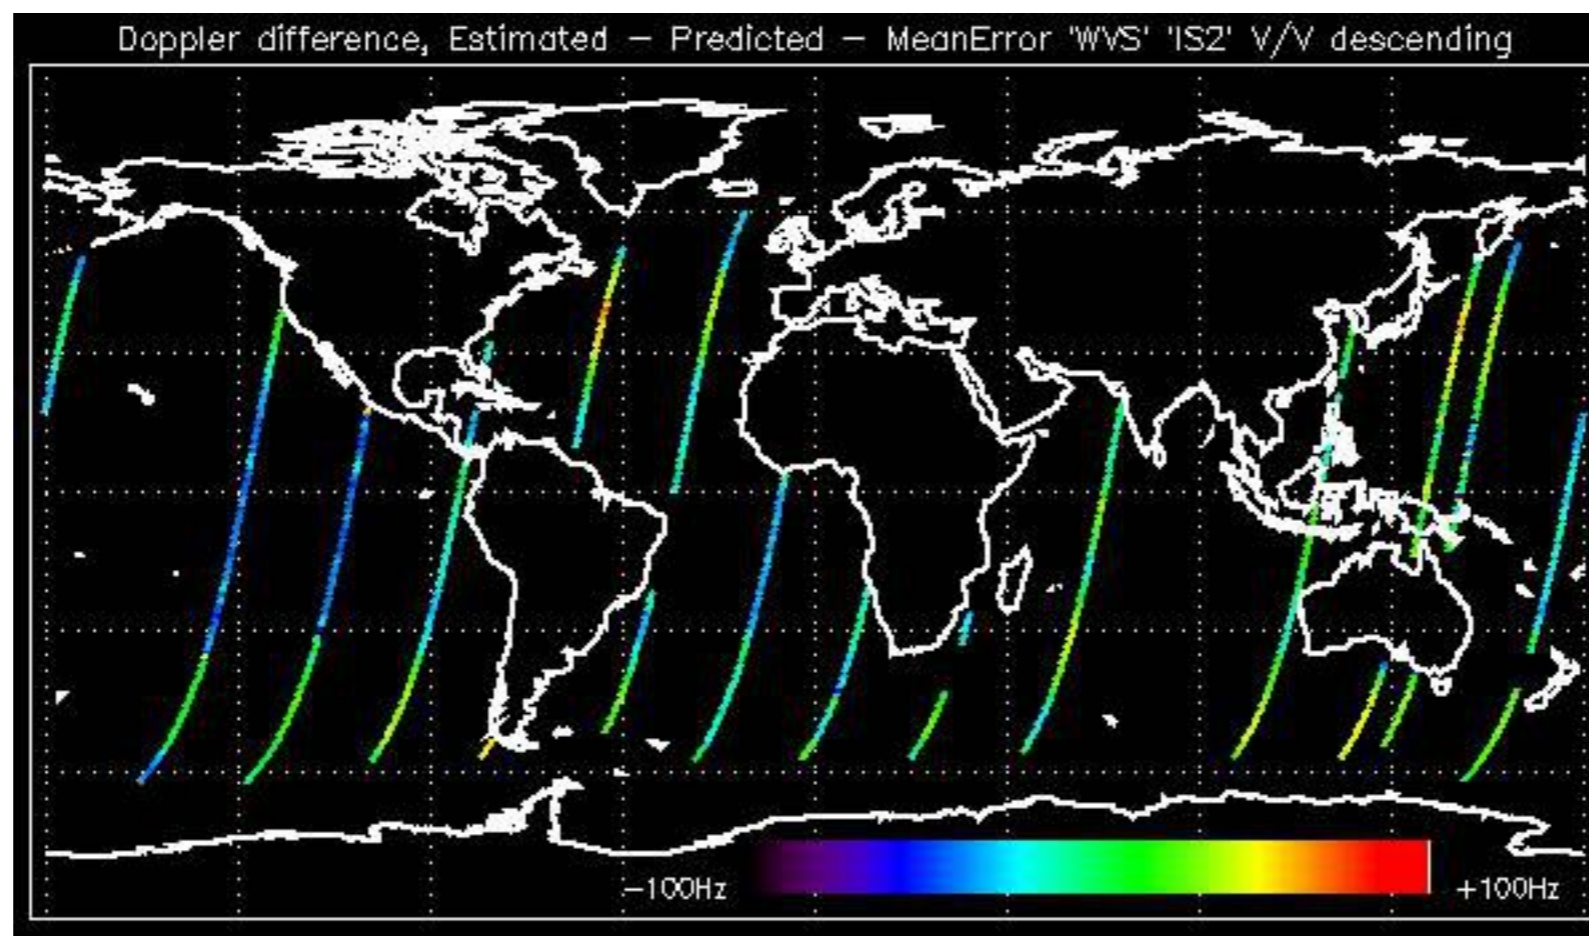 Doppler difference, Estimated – Predicted – MeanError 'WVS' 'IS2' V/V descending
–100Hz
+100Hz